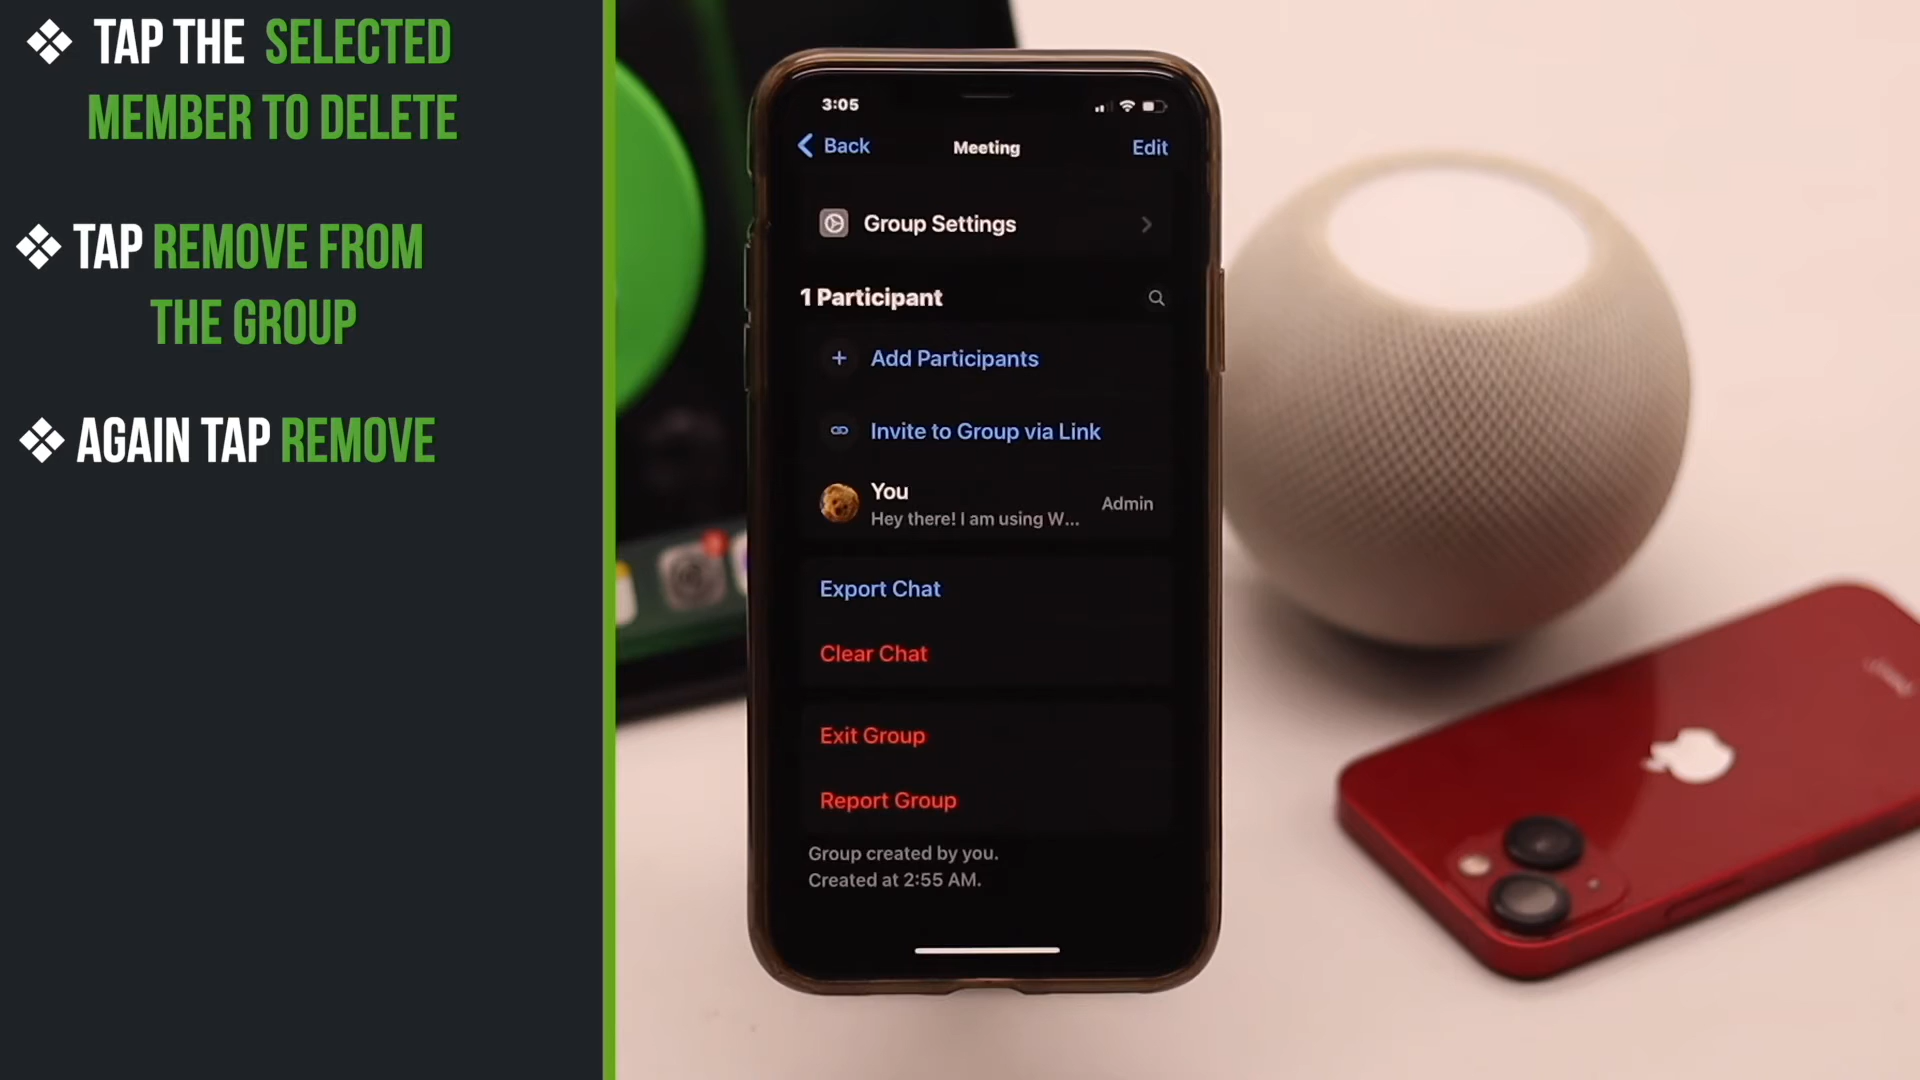 ❖ TAP THE SELECTED
MEMBER TO DELETE
❖ TAP REMOVE FROM
THE GROUP
❖ AGAIN TAP REMOVE
3:05
Back
Meeting
Edit
Group Settings
1 Participant
+ Add Participants
Invite to Group via Link
You
Admin
Hey there! I am using W...
Export Chat
Clear Chat
Exit Group
Report Group
Group created by you.
Created at 2:55 AM.